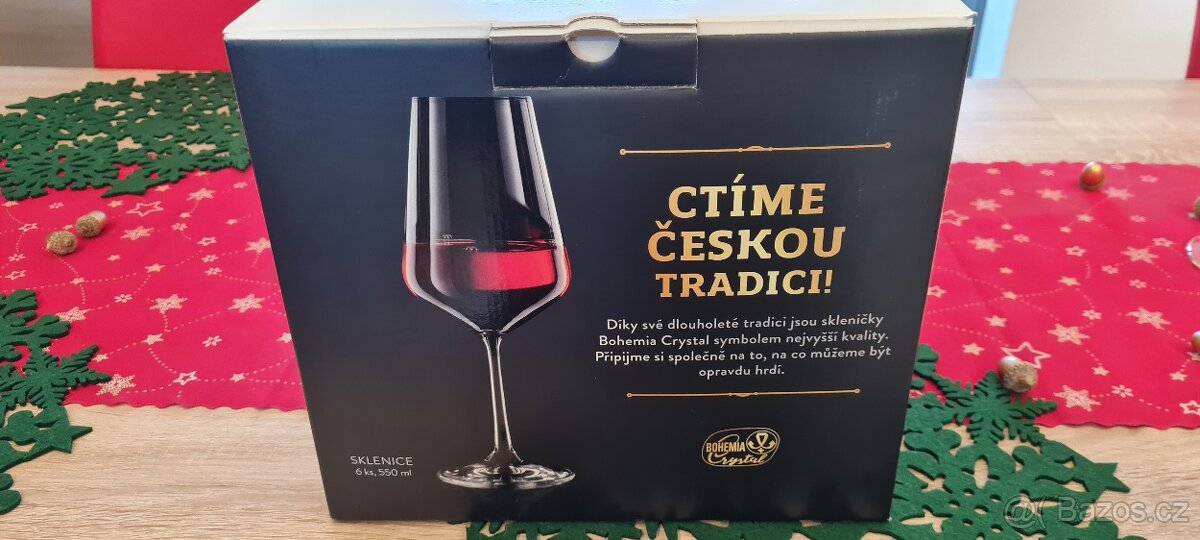 CTÍME
ČESKOU
TRADICI!
Díky své dlouholeté tradici jsou skleničky
Bohemia Crystal symbolem nejvyšší kvality.
Připijme si společně na to, na co můžeme být
opravdu hrdí.
BOHEMIA
Crystal
SKLENICE
6 ks, 550 ml
Bazos.cz